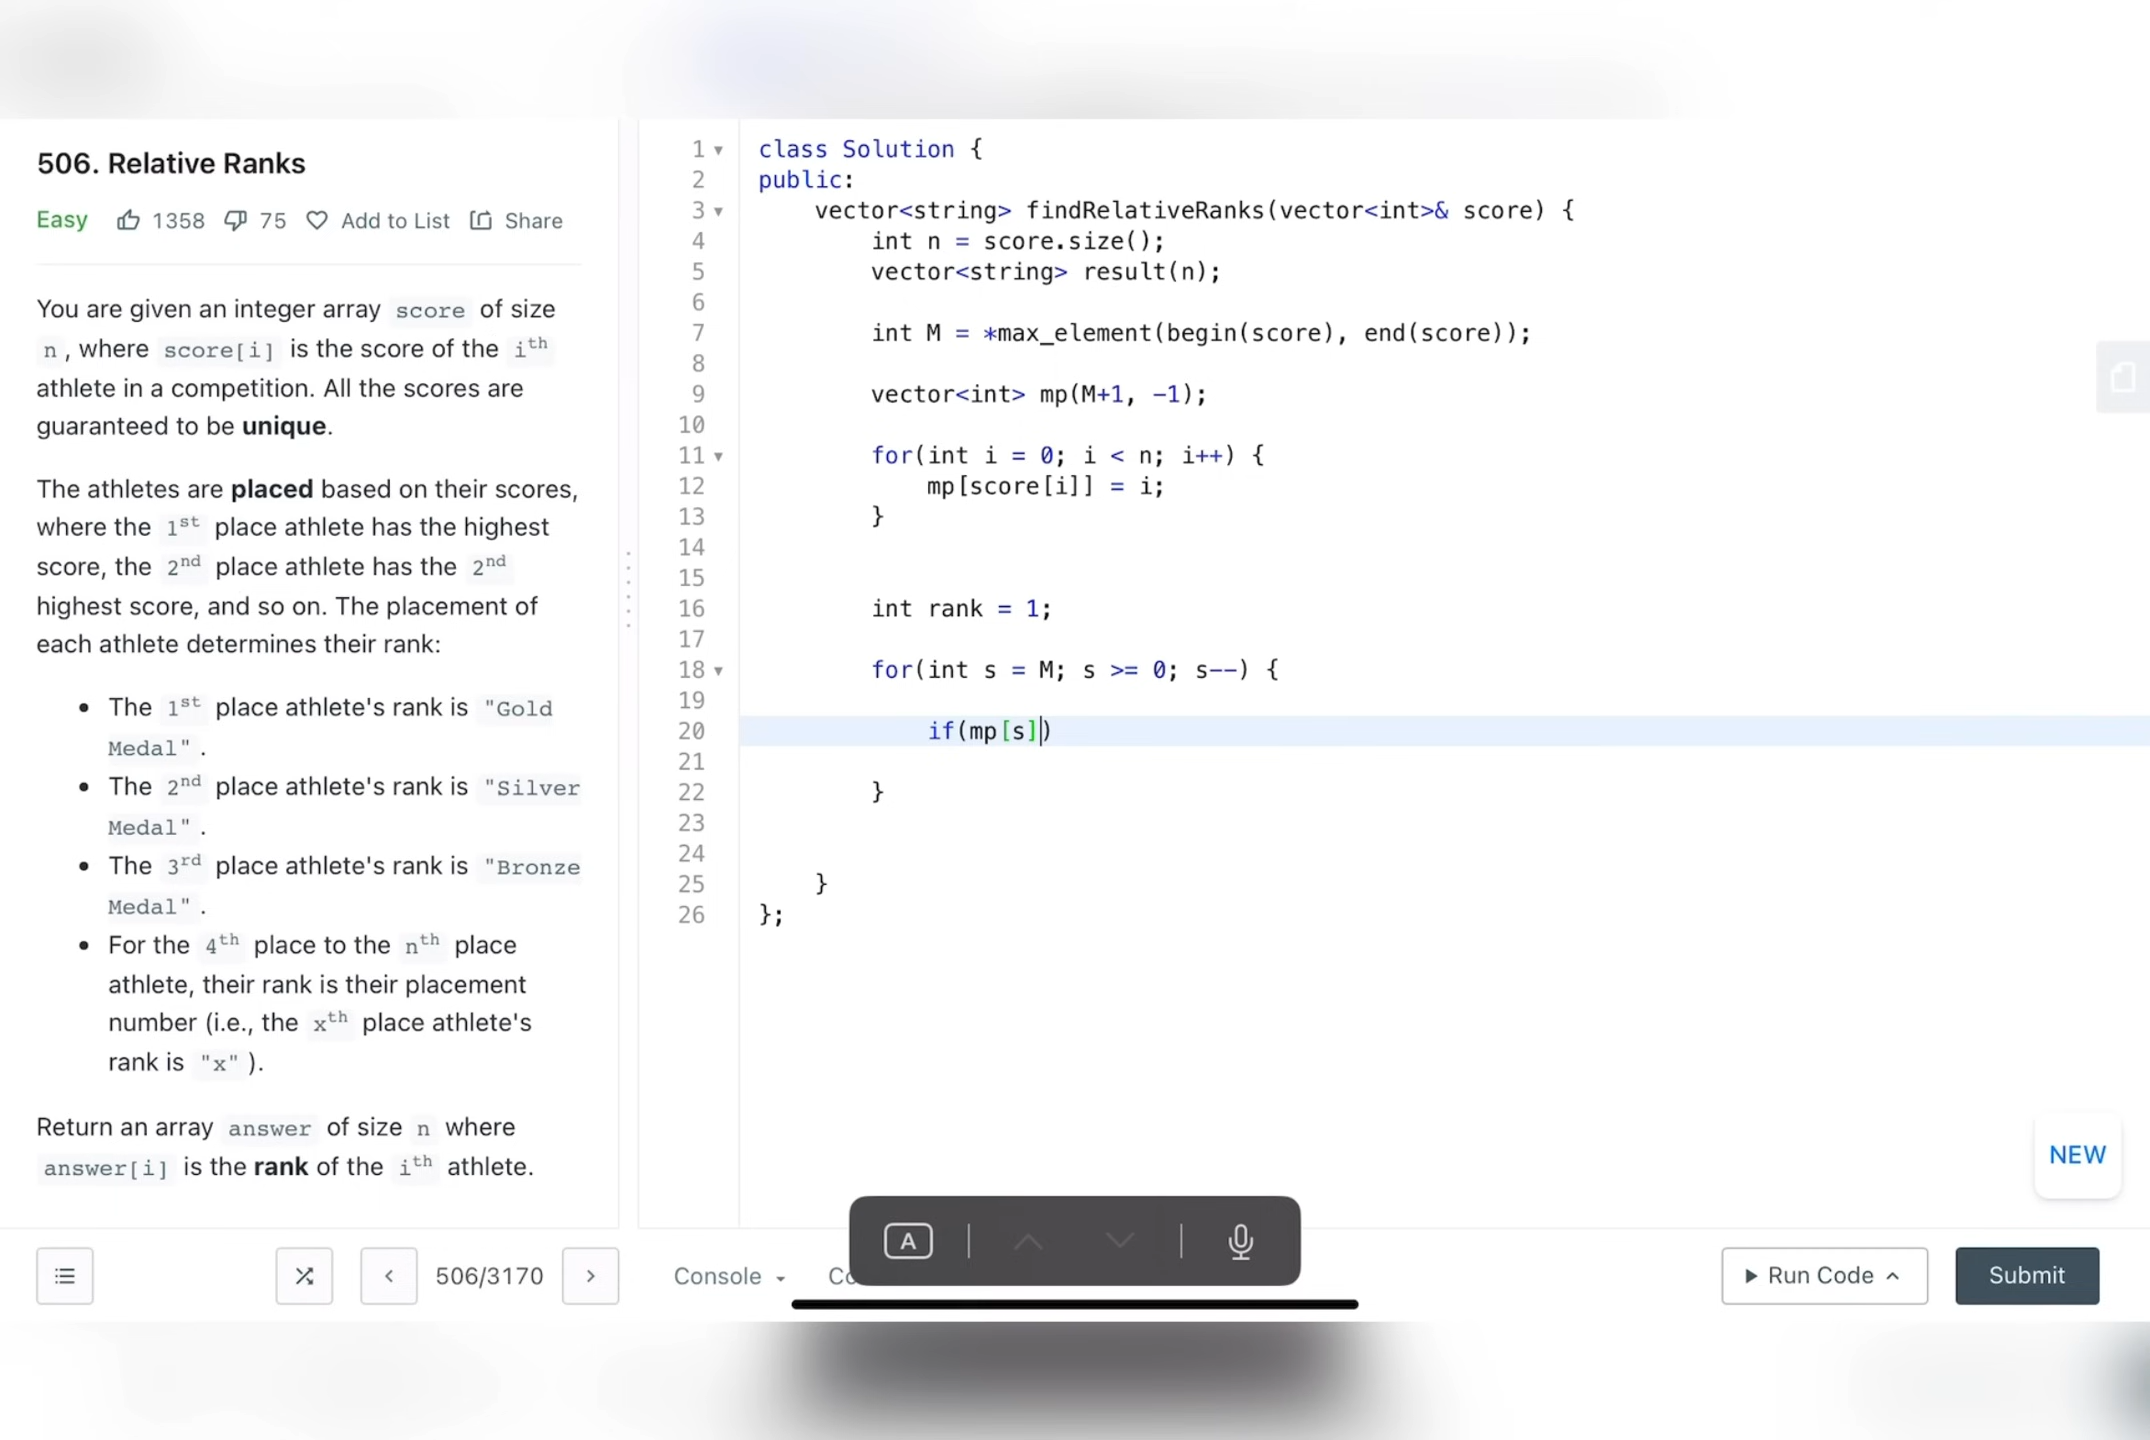 506. Relative Ranks
Easy 1358 75 Add to List Share
You are given an integer array score of size
n , where score[i] is the score of the ith
athlete in a competition. All the scores are
guaranteed to be unique.
The athletes are placed based on their scores,
where the 1st place athlete has the highest
score, the 2nd place athlete has the 2nd
highest score, and so on. The placement of
each athlete determines their rank:
• The 1st place athlete's rank is "Gold
Medal" .
• The 2nd place athlete's rank is "Silver
Medal" .
• The 3rd place athlete's rank is "Bronze
Medal" .
• For the 4th place to the nth place
athlete, their rank is their placement
number (i.e., the xth place athlete's
rank is "x" ).
Return an array answer of size n where
answer[i] is the rank of the ith athlete.
1 class Solution {
2 public:
3 vector<string> findRelativeRanks(vector<int>& score) {
4 int n = score.size();
5 vector<string> result(n);
6
7 int M = *max_element(begin(score), end(score));
8
9 vector<int> mp(M+1, -1);
10
11 for(int i = 0; i < n; i++) {
12 mp[score[i]] = i;
13 }
14
15
16 int rank = 1;
17
18 for(int s = M; s >= 0; s--) {
19
20 if(mp[s])
21
22 }
23
24
25 }
26 };
NEW
506/3170
Console Co
A
Run Code
Submit